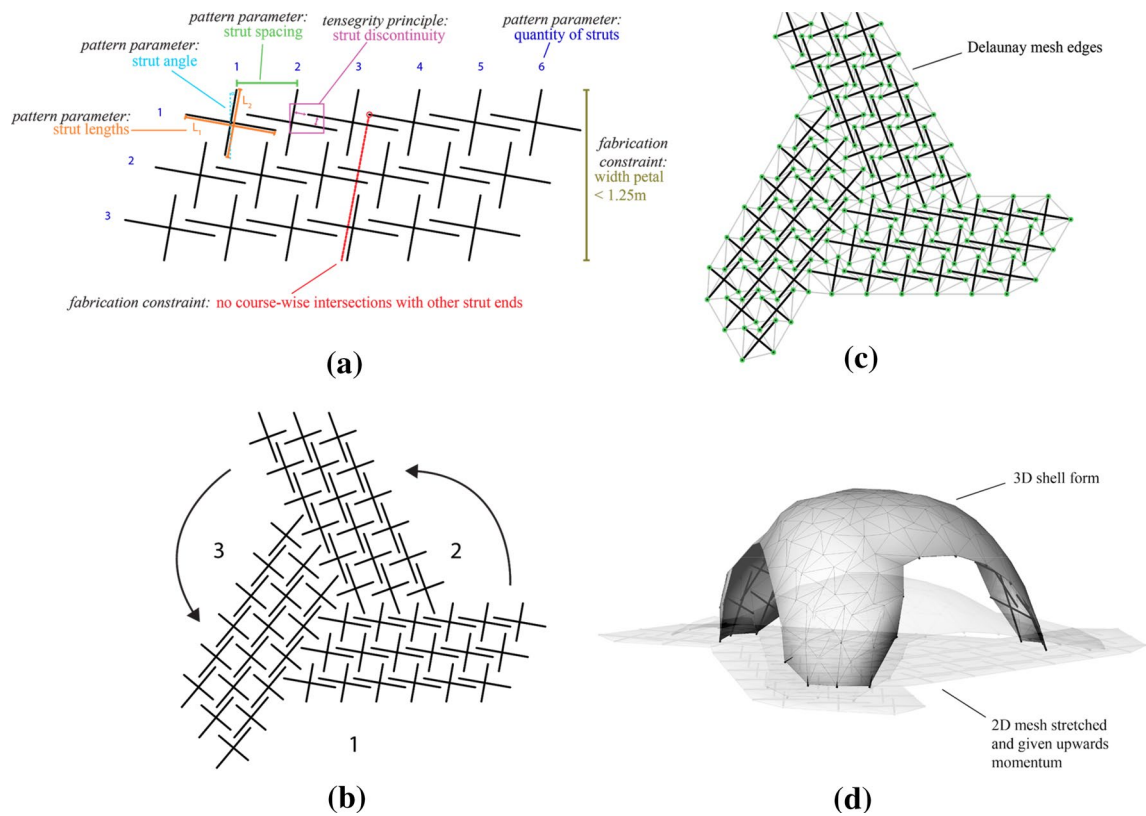 pattern parameter:
strut spacing
tensegrity principle:
strut discontinuity
pattern parameter:
quantity of struts
pattern parameter:
strut angle
1
2
3
4
5
6
1
L2
L1
pattern parameter:
strut lengths
2
3
fabrication
constraint:
width petal
< 1.25m
fabrication constraint: no course-wise intersections with other strut ends
(a)
Delaunay mesh edges
(c)
3
2
1
(b)
3D shell form
2D mesh stretched
and given upwards
momentum
(d)